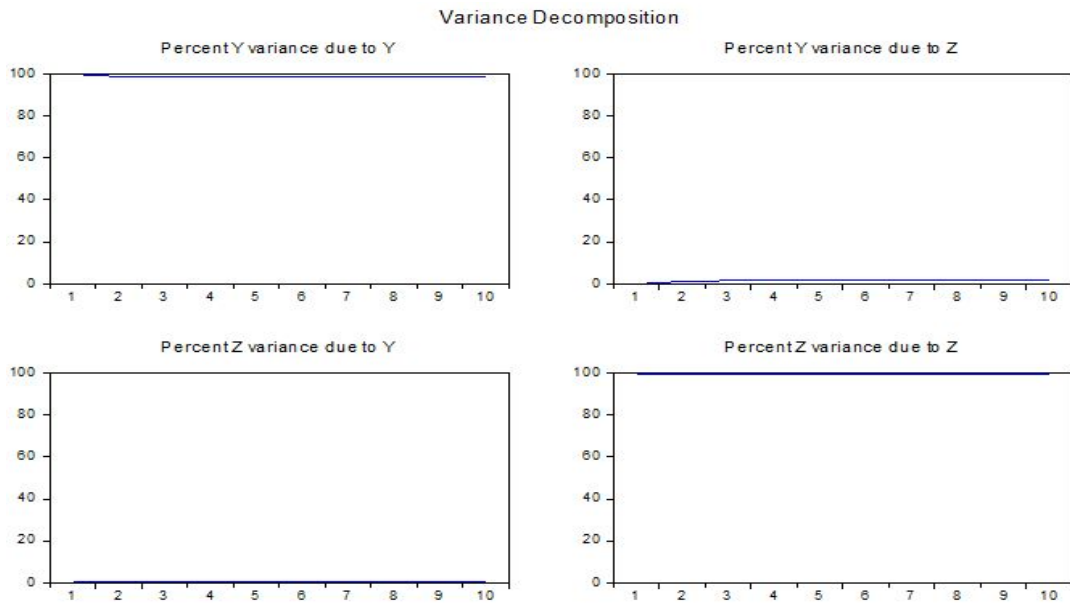 Variance Decomposition
Percent Y variance due to Y
100
80
60
40
20
0
1 2 3 4 5 6 7 8 9 10
Percent Y variance due to Z
100
80
60
40
20
0
1 2 3 4 5 6 7 8 9 10
Percent Z variance due to Y
100
80
60
40
20
0
1 2 3 4 5 6 7 8 9 10
Percent Z variance due to Z
100
80
60
40
20
0
1 2 3 4 5 6 7 8 9 10